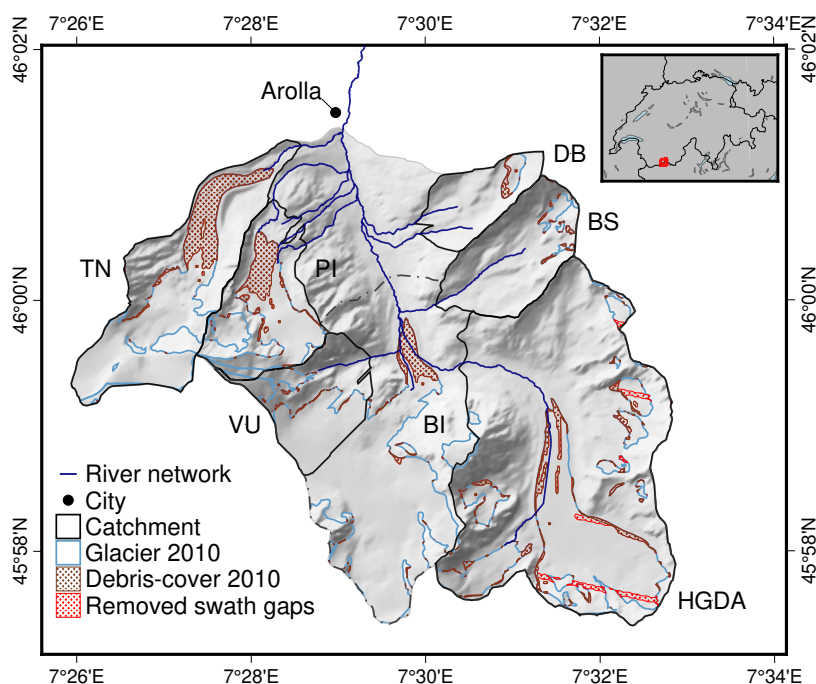 7°26'E 7°28'E 7°30'E 7°32'E 7°34'E
46°02'N 46°02'N
Arolla
DB
BS
TN
PI
46°00'N 46°00'N
VU
BI
River network
City
Catchment
Glacier 2010
Debris-cover 2010
Removed swath gaps
45°58'N 45°58'N
HGDA
7°26'E 7°28'E 7°30'E 7°32'E 7°34'E